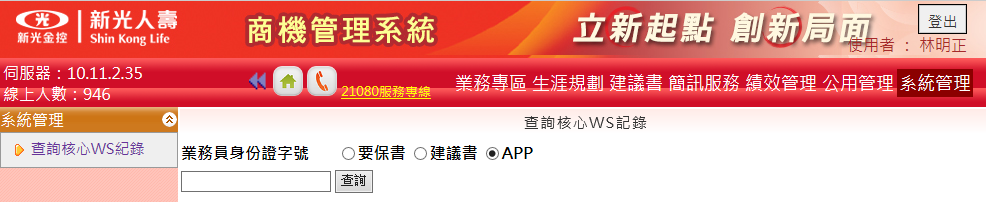 新光金控
新光人壽
Shin Kong Life
商機管理系統
立新起點 創新局面
登出
使用者 ： 林明正
伺服器：10.11.2.35
線上人數：946
21080服務專線
業務專區 生涯規劃 建議書 簡訊服務 績效管理 公用管理 系統管理
系統管理
查詢核心WS紀錄
查詢核心WS記錄
業務員身份證字號 要保書 建議書 APP
查詢